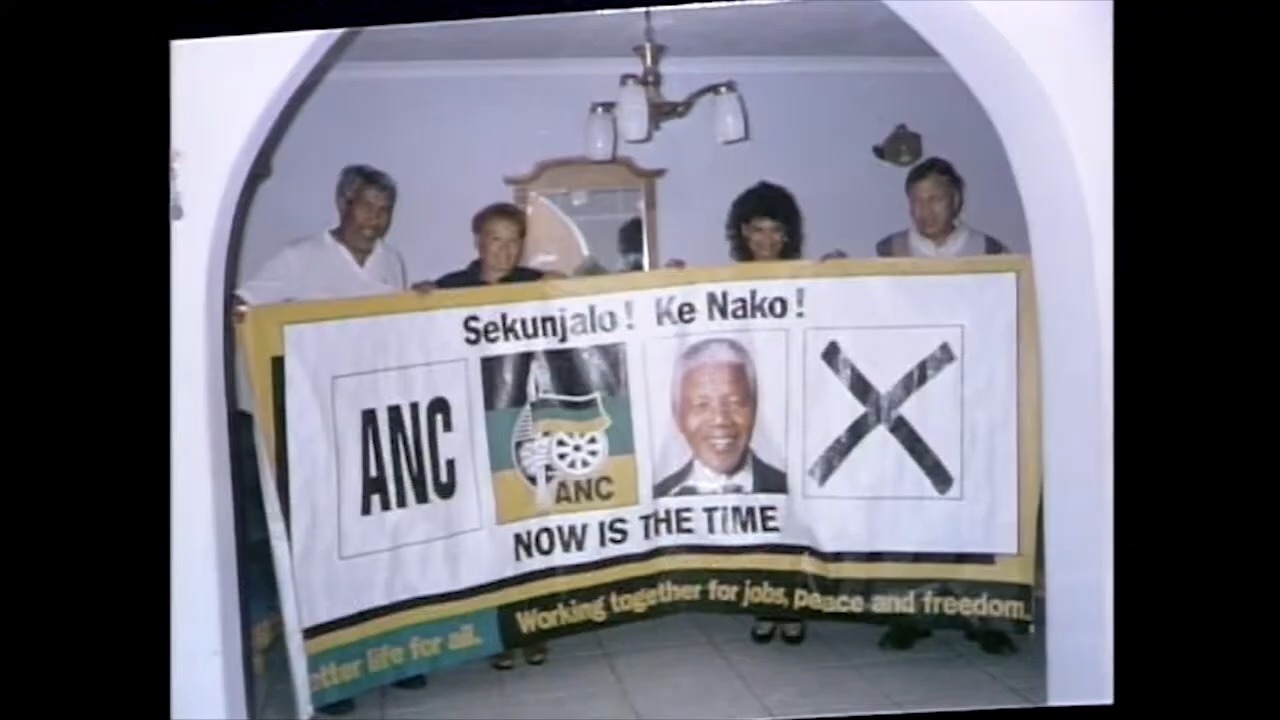 Sekunjalo! Ke Nako!
ANC
ANC
NOW IS THE TIME
Working together for jobs, peace and freedom.
etter life for all.